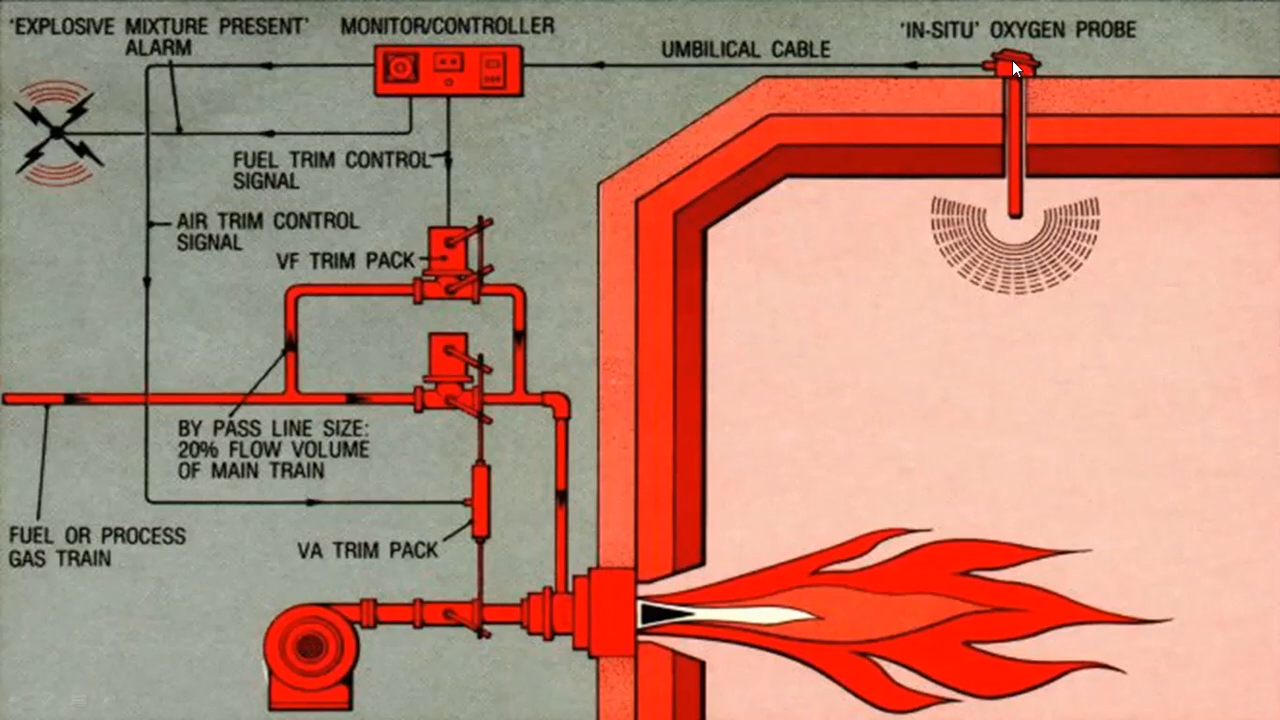 'EXPLOSIVE MIXTURE PRESENT'
ALARM
MONITOR/CONTROLLER
UMBILICAL CABLE
'IN-SITU' OXYGEN PROBE
FUEL TRIM CONTROL
SIGNAL
AIR TRIM CONTROL
SIGNAL
VF TRIM PACK
BY PASS LINE SIZE:
20% FLOW VOLUME
OF MAIN TRAIN
FUEL OR PROCESS
GAS TRAIN
VA TRIM PACK